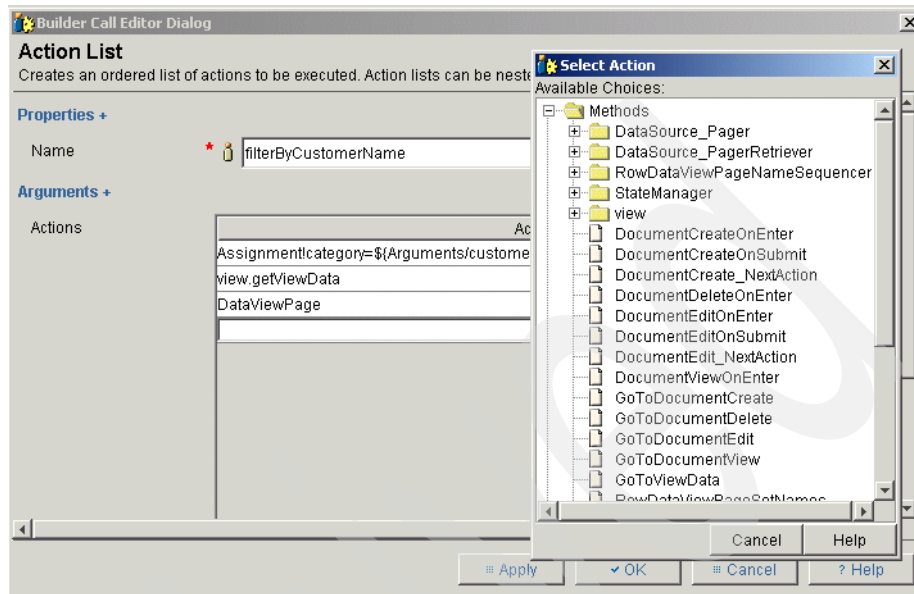 Builder Call Editor Dialog
Action List
Creates an ordered list of actions to be executed. Action lists can be neste
Properties +
Name * filterByCustomerName
Arguments +
Actions
Ac
Assignment!category=${Arguments/custome
view.getViewData
DataViewPage
Apply
OK
Cancel
? Help
Select Action
Available Choices:
Methods
DataSource_Pager
DataSource_PagerRetriever
RowDataViewPageNameSequencer
StateManager
view
DocumentCreateOnEnter
DocumentCreateOnSubmit
DocumentCreate_NextAction
DocumentDeleteOnEnter
DocumentEditOnEnter
DocumentEditOnSubmit
DocumentEdit_NextAction
DocumentViewOnEnter
GoToDocumentCreate
GoToDocumentDelete
GoToDocumentEdit
GoToDocumentView
GoToViewData
RowDataViewPageSetNames
Cancel
Help